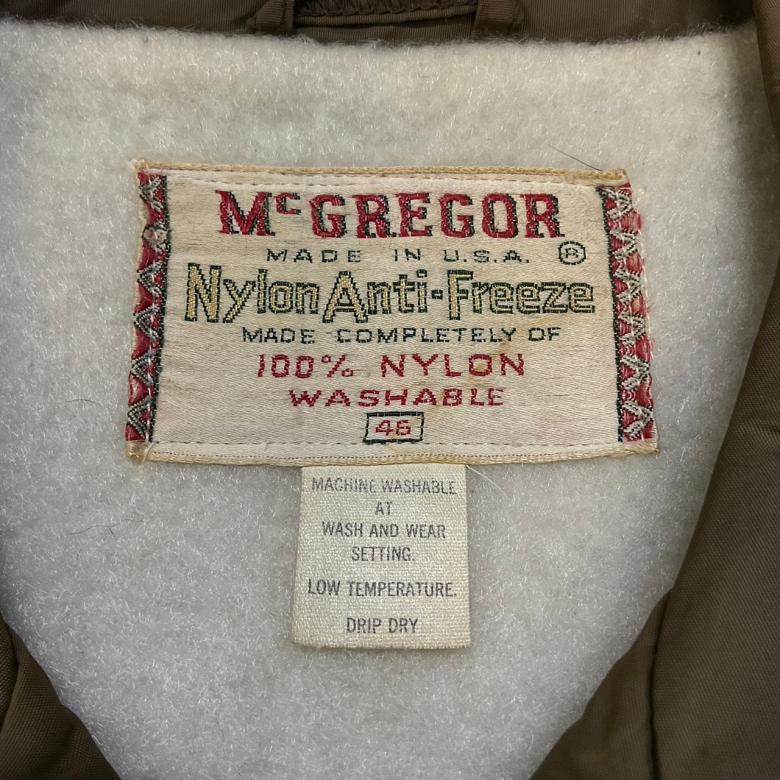 McGREGOR
MADE IN U.S.A. ®
Nylon Anti-Freeze
MADE COMPLETELY OF
100% NYLON
WASHABLE
46
MACHINE WASHABLE
AT
WASH AND WEAR
SETTING.
LOW TEMPERATURE.
DRIP DRY